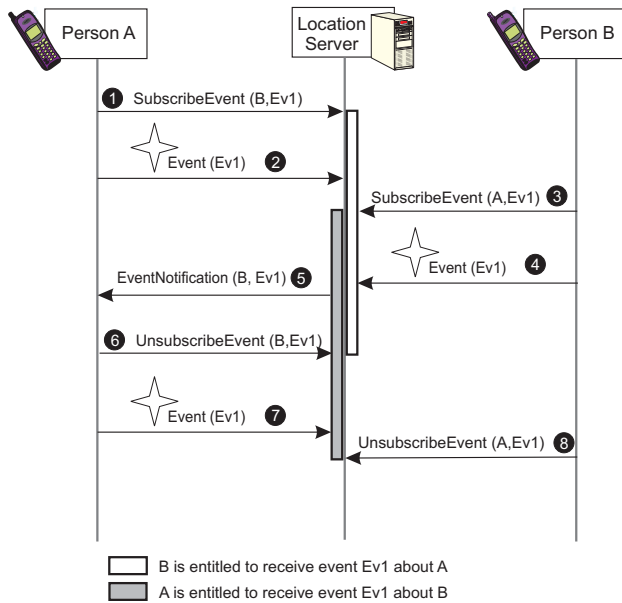 Person A
Location
Server
Person B
1 SubscribeEvent (B,Ev1)
Event (Ev1) 2
SubscribeEvent (A,Ev1) 3
Event (Ev1) 4
EventNotification (B, Ev1) 5
6 UnsubscribeEvent (B,Ev1)
Event (Ev1) 7
UnsubscribeEvent (A,Ev1) 8
B is entitled to receive event Ev1 about A
A is entitled to receive event Ev1 about B